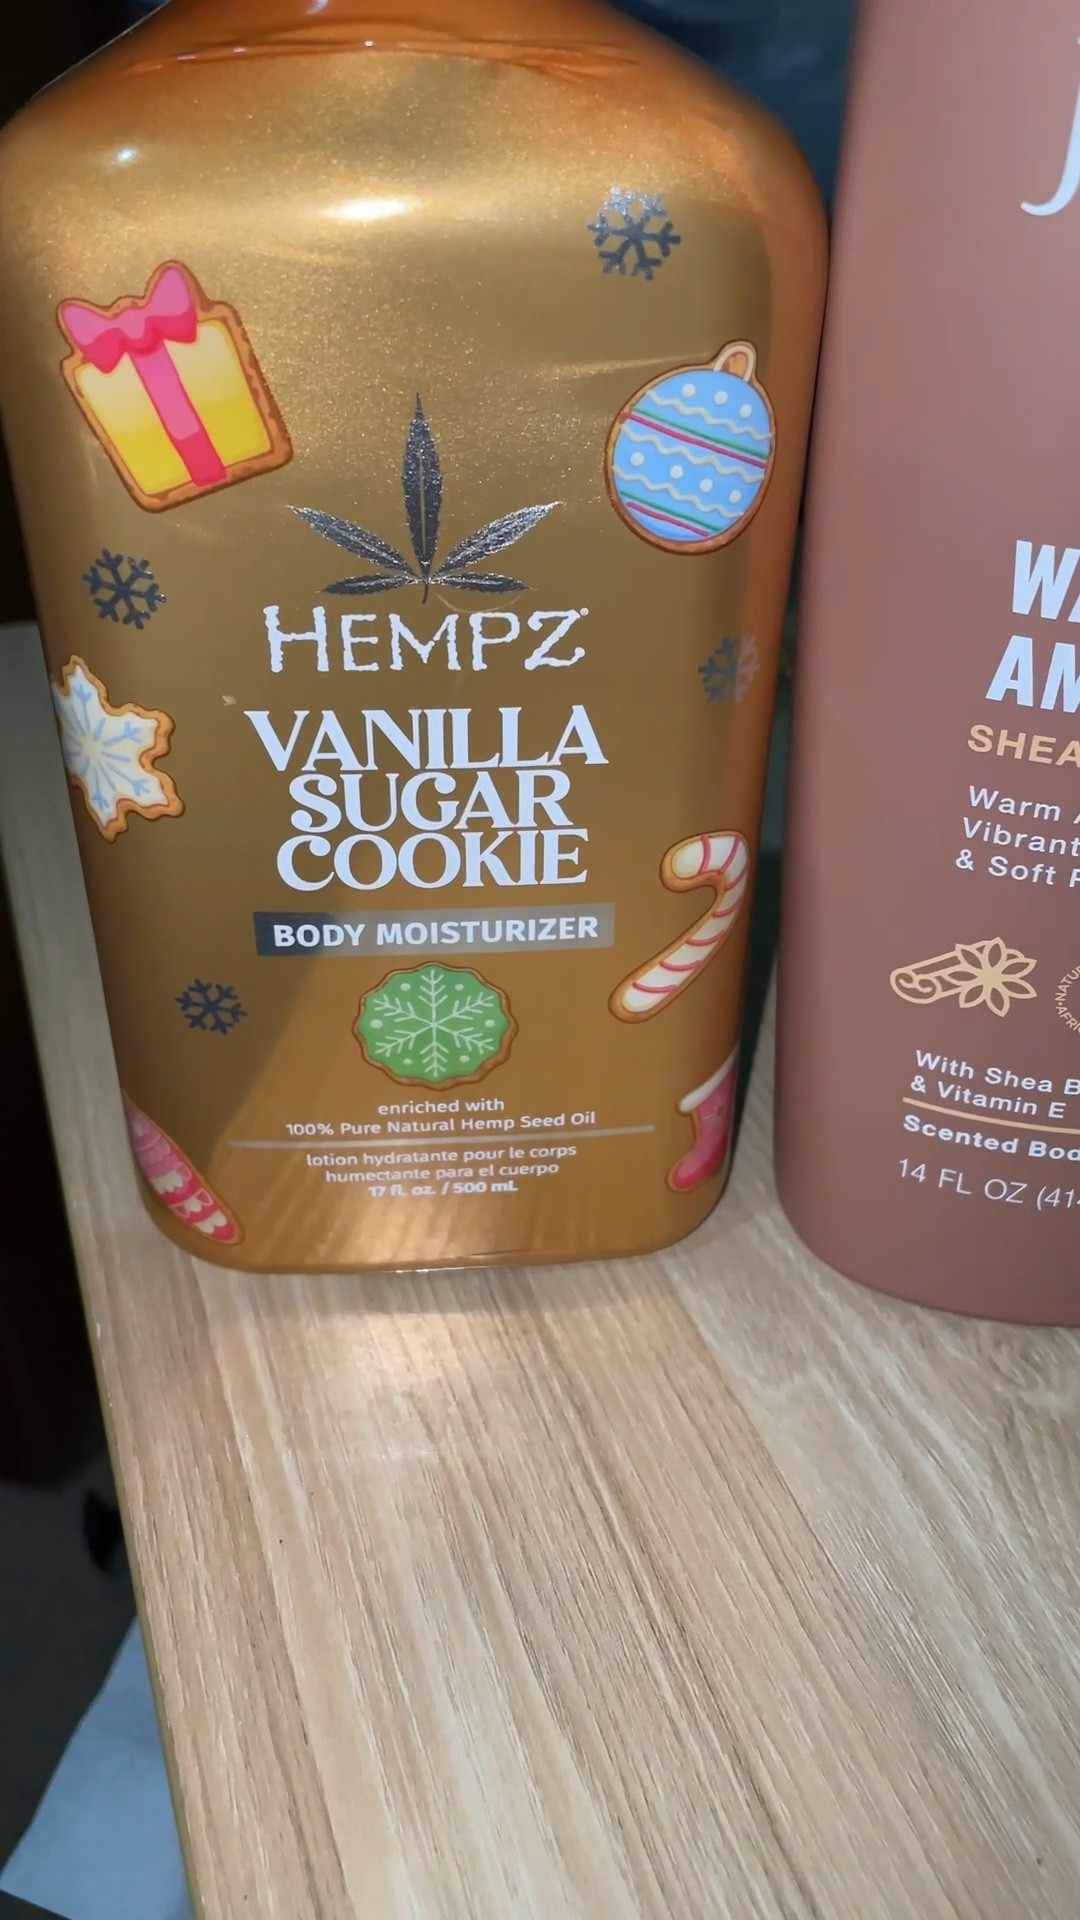 HEMPZ
VANILLA
SUGAR
COOKIE
BODY MOISTURIZER
enriched with
100% Pure Natural Hemp Seed Oil
lotion hydratante pour le corps
humectante para el cuerpo
17 fl. oz. / 500 mL
SHEA
Warm
Vibrant
& Soft
With Shea
& Vitamin E
Scented
14 FL OZ